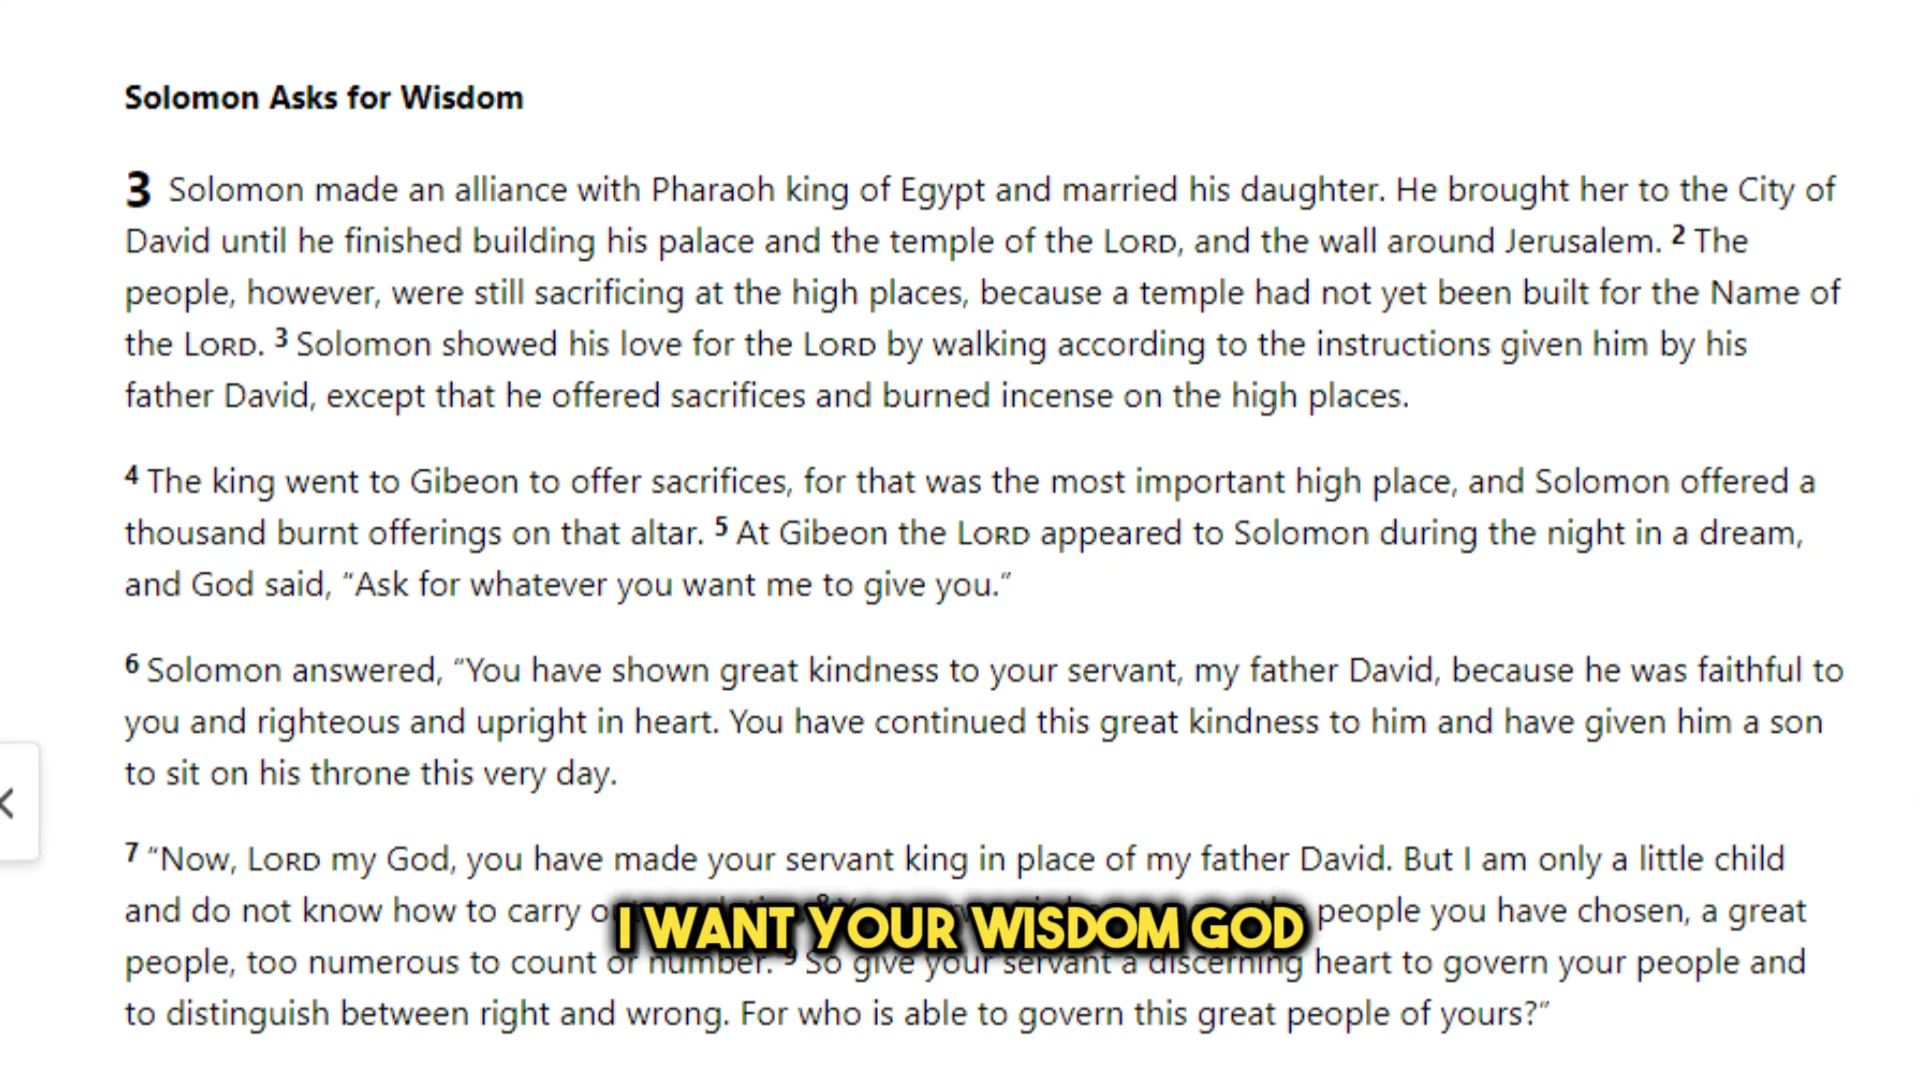 Solomon Asks for Wisdom
3 Solomon made an alliance with Pharaoh king of Egypt and married his daughter. He brought her to the City of
David until he finished building his palace and the temple of the LORD, and the wall around Jerusalem. 2 The
people, however, were still sacrificing at the high places, because a temple had not yet been built for the Name of
the LORD. 3 Solomon showed his love for the LORD by walking according to the instructions given him by his
father David, except that he offered sacrifices and burned incense on the high places.
4 The king went to Gibeon to offer sacrifices, for that was the most important high place, and Solomon offered a
thousand burnt offerings on that altar. 5 At Gibeon the LORD appeared to Solomon during the night in a dream,
and God said, “Ask for whatever you want me to give you.”
6 Solomon answered, “You have shown great kindness to your servant, my father David, because he was faithful to
you and righteous and upright in heart. You have continued this great kindness to him and have given him a son
to sit on his throne this very day.
7 “Now, LORD my God, you have made your servant king in place of my father David. But I am only a little child
and do not know how to carry people you have chosen, a great
I WANT YOUR WISDOM GOD
people, too numerous to count or number. 9 So give your servant a discerning heart to govern your people and
to distinguish between right and wrong. For who is able to govern this great people of yours?”